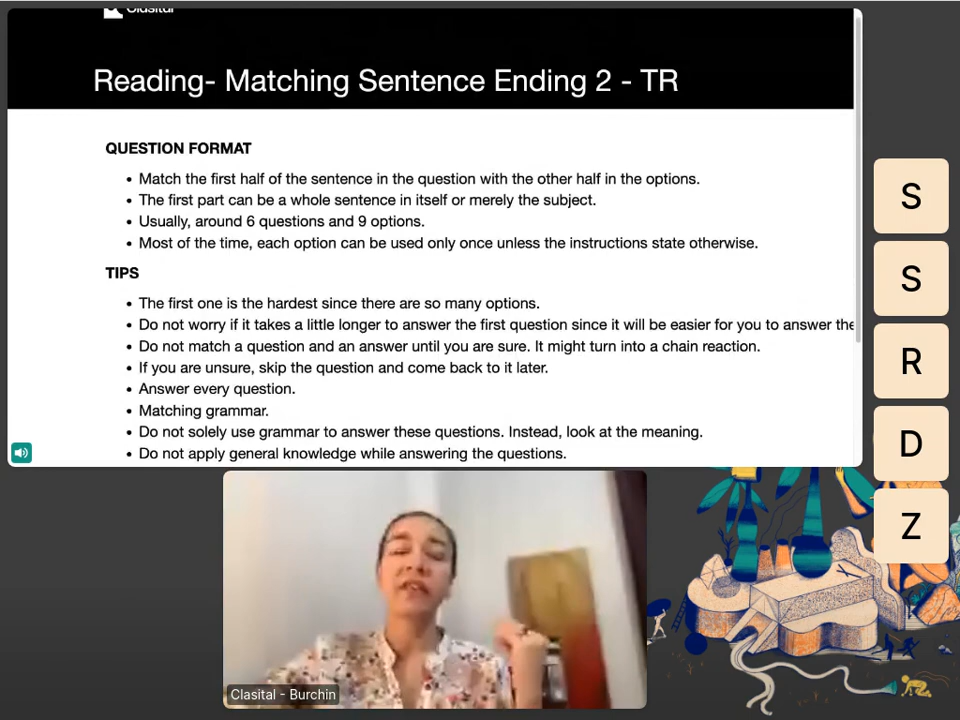 Clasital
Reading- Matching Sentence Ending 2 - TR
QUESTION FORMAT
• Match the first half of the sentence in the question with the other half in the options.
• The first part can be a whole sentence in itself or merely the subject.
• Usually, around 6 questions and 9 options.
• Most of the time, each option can be used only once unless the instructions state otherwise.
TIPS
• The first one is the hardest since there are so many options.
• Do not worry if it takes a little longer to answer the first question since it will be easier for you to answer the
• Do not match a question and an answer until you are sure. It might turn into a chain reaction.
• If you are unsure, skip the question and come back to it later.
• Answer every question.
• Matching grammar.
• Do not solely use grammar to answer these questions. Instead, look at the meaning.
• Do not apply general knowledge while answering the questions.
S
S
R
D
Z
Clasital - Burchin